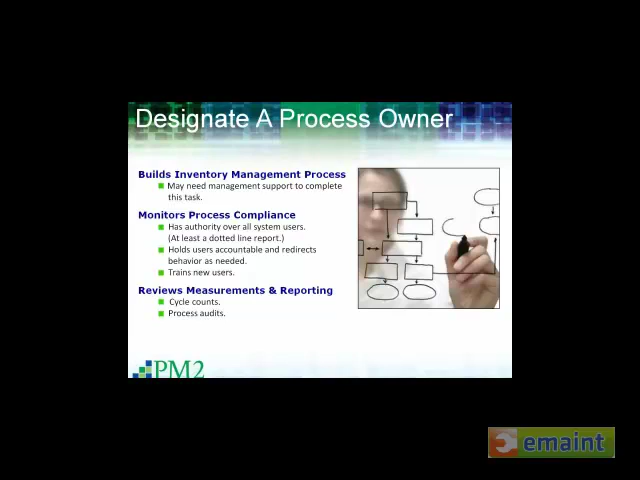 Designate A Process Owner
Builds Inventory Management Process
May need management support to complete
this task.
Monitors Process Compliance
Has authority over all system users.
(At least a dotted line report.)
Holds users accountable and redirects
behavior as needed.
Trains new users.
Reviews Measurements & Reporting
Cycle counts.
Process audits.
PM2
emaint